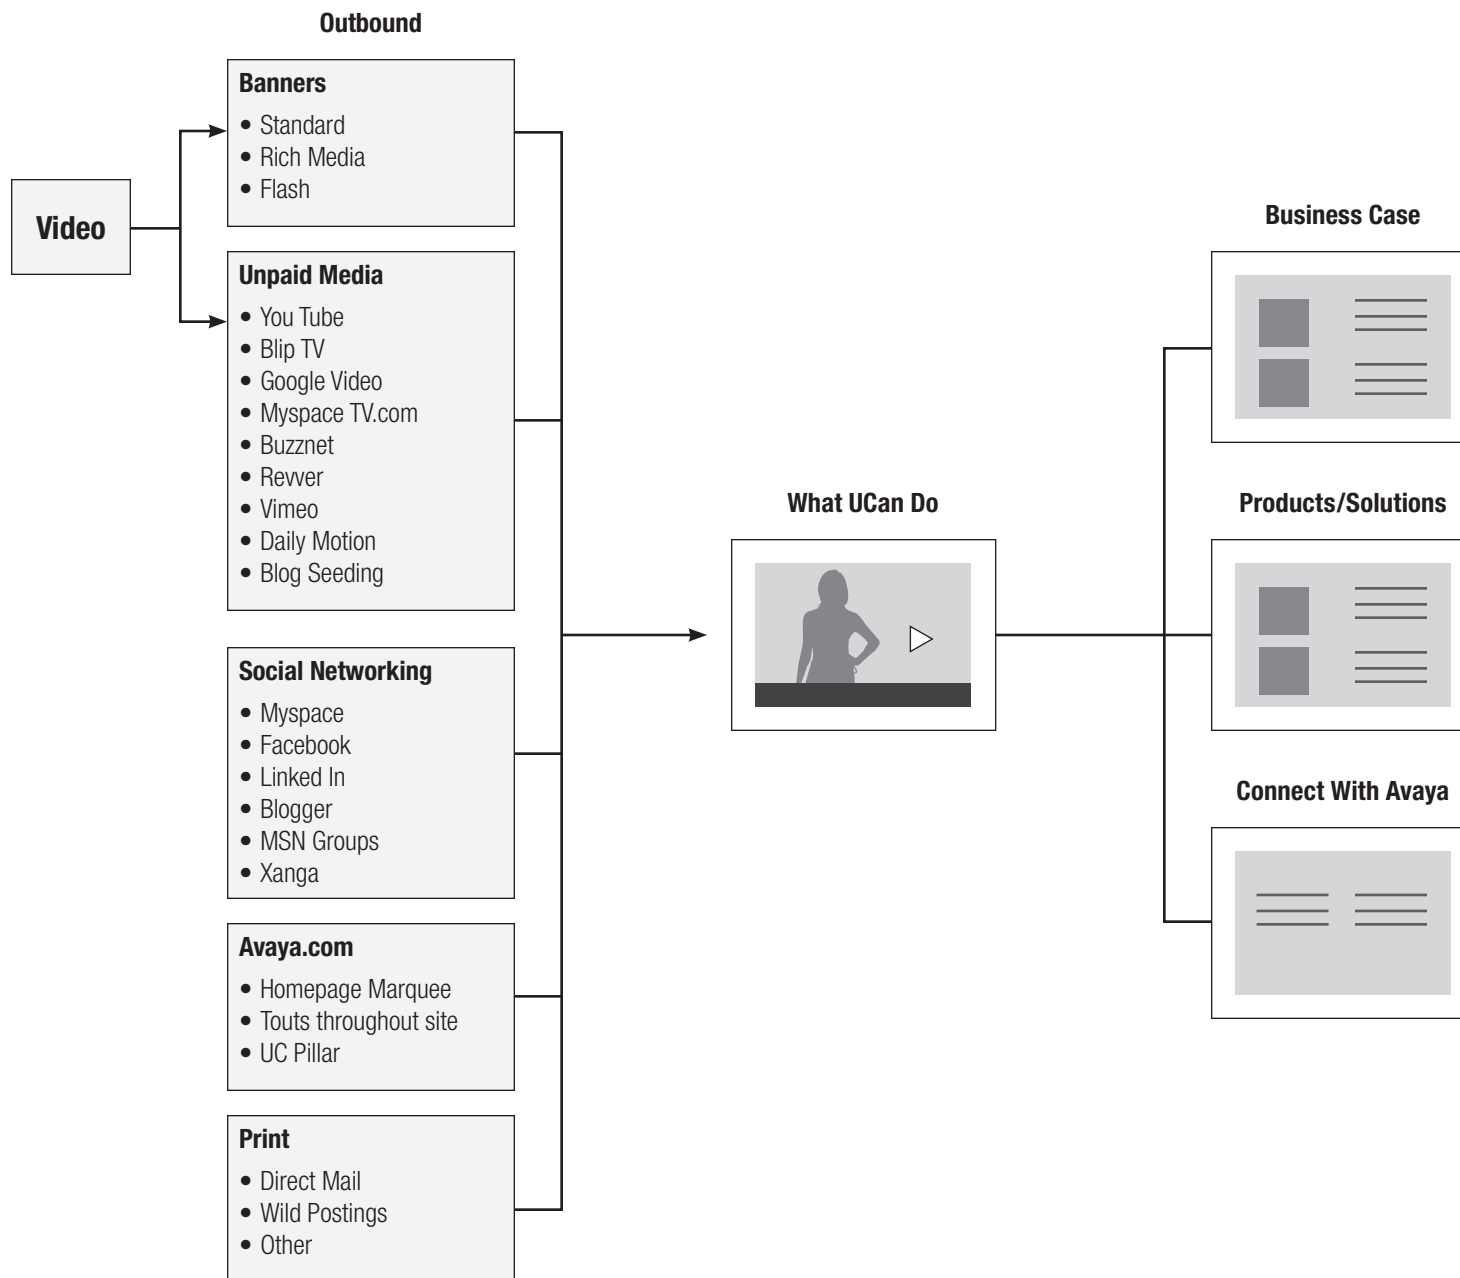 Outbound
Video
Banners
• Standard
• Rich Media
• Flash
Unpaid Media
• You Tube
• Blip TV
• Google Video
• Myspace TV.com
• Buzznet
• Revver
• Vimeo
• Daily Motion
• Blog Seeding
Social Networking
• Myspace
• Facebook
• Linked In
• Blogger
• MSN Groups
• Xanga
Avaya.com
• Homepage Marquee
• Touts throughout site
• UC Pillar
Print
• Direct Mail
• Wild Postings
• Other
What UCan Do
Business Case
Products/Solutions
Connect With Avaya